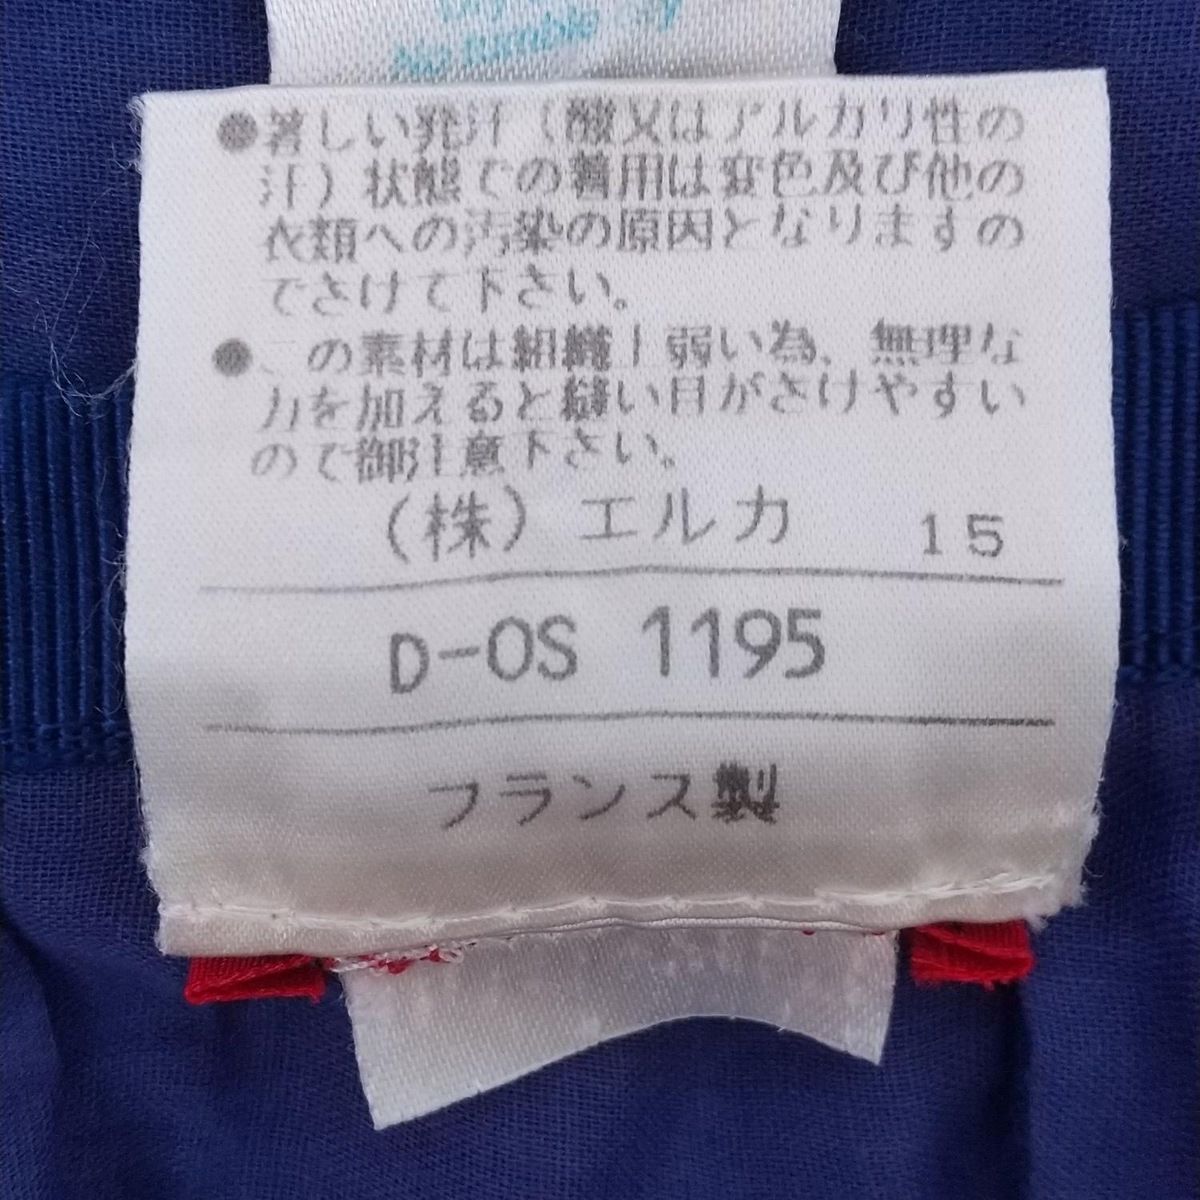 No Tumble Dry
●著しい発汗（酸又はアルカリ性の
汗）状態での着用は変色及び他の
衣類への汚染の原因となりますの
でさけて下さい。
●この素材は組織上弱い為、無理な
力を加えると縫い目がさけやすい
ので御注意下さい。
（株）エルカ 15
D-OS 1195
フランス製